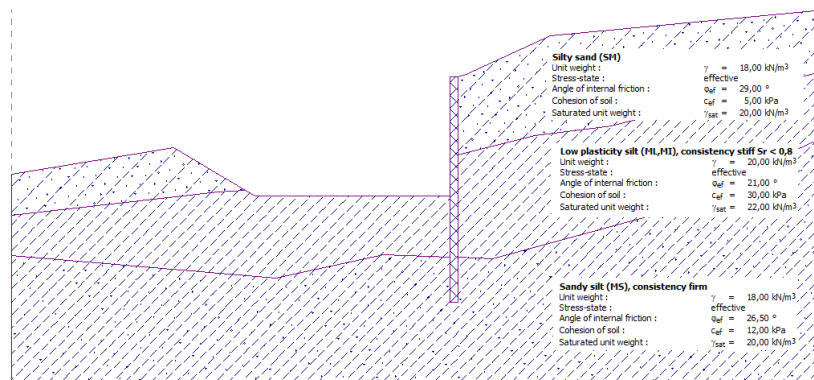 Silty sand (SM)
Unit weight : γ = 18,00 kN/m³
Stress-state : effective
Angle of internal friction : φef = 29,00 °
Cohesion of soil : cef = 5,00 kPa
Saturated unit weight : γsat = 20,00 kN/m³
Low plasticity silt (ML,MI), consistency stiff Sr < 0,8
Unit weight : γ = 20,00 kN/m³
Stress-state : effective
Angle of internal friction : φef = 21,00 °
Cohesion of soil : cef = 30,00 kPa
Saturated unit weight : γsat = 22,00 kN/m³
Sandy silt (MS), consistency firm
Unit weight : γ = 18,00 kN/m³
Stress-state : effective
Angle of internal friction : φef = 26,50 °
Cohesion of soil : cef = 12,00 kPa
Saturated unit weight : γsat = 20,00 kN/m³